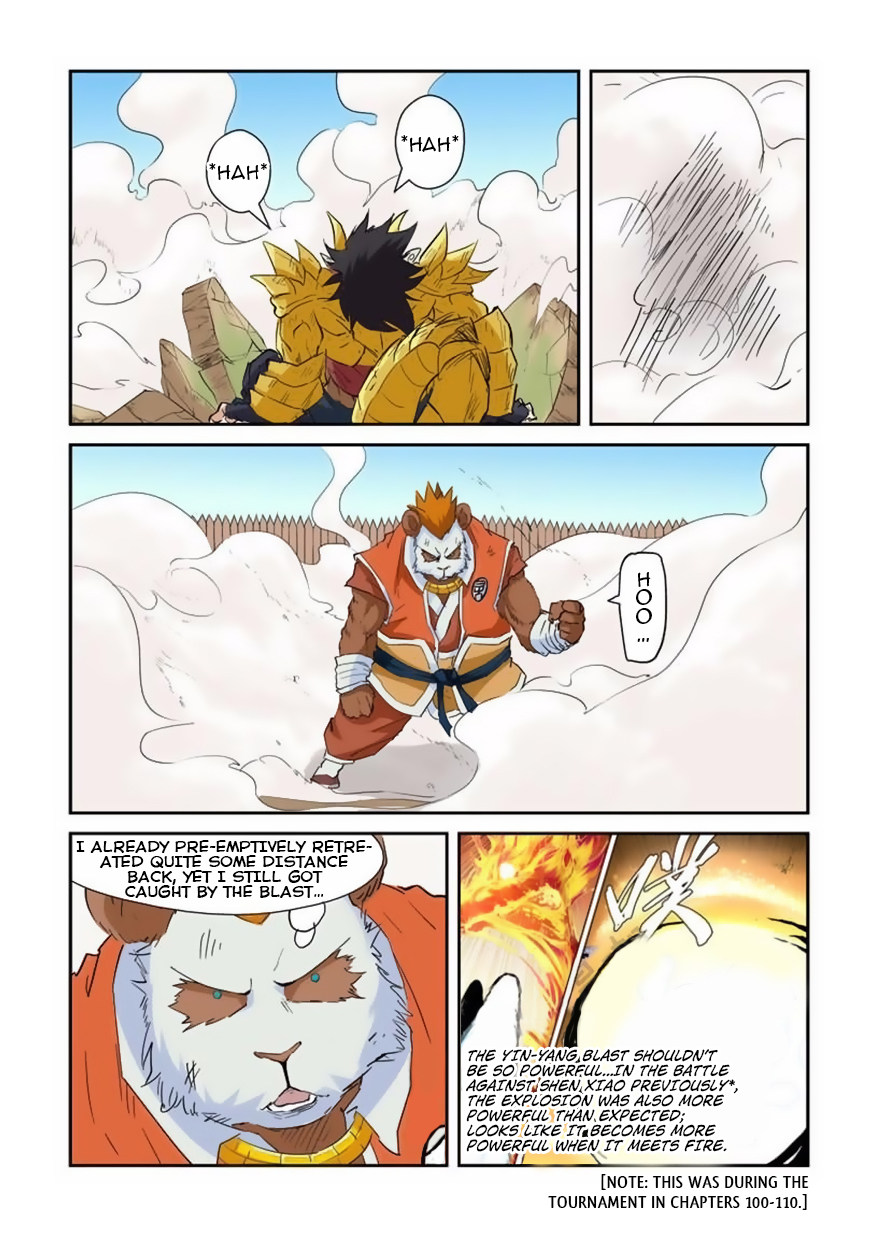 *HAH*
*HAH*
HOO...
I ALREADY PRE-EMPTIVELY RETRE-
ATED QUITE SOME DISTANCE
BACK, YET I STILL GOT
CAUGHT BY THE BLAST...
THE YIN-YANG BLAST SHOULDN'T
BE SO POWERFUL...IN THE BATTLE
AGAINST SHEN XIAO PREVIOUSLY*,
THE EXPLOSION WAS ALSO MORE
POWERFUL THAN EXPECTED;
LOOKS LIKE IT BECOMES MORE
POWERFUL WHEN IT MEETS FIRE.
[NOTE: THIS WAS DURING THE
TOURNAMENT IN CHAPTERS 100-110.]